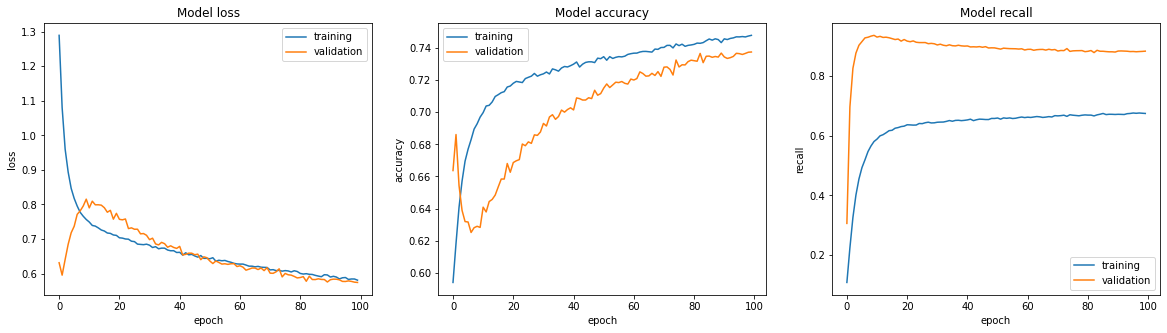 Model loss
training
validation
1.3
1.2
1.1
1.0
0.9
0.8
0.7
0.6
loss
0
20
40
60
80
100
epoch
Model accuracy
training
validation
0.74
0.72
0.70
0.68
0.66
0.64
0.62
0.60
accuracy
0
20
40
60
80
100
epoch
Model recall
0.8
0.6
0.4
0.2
recall
training
validation
0
20
40
60
80
100
epoch